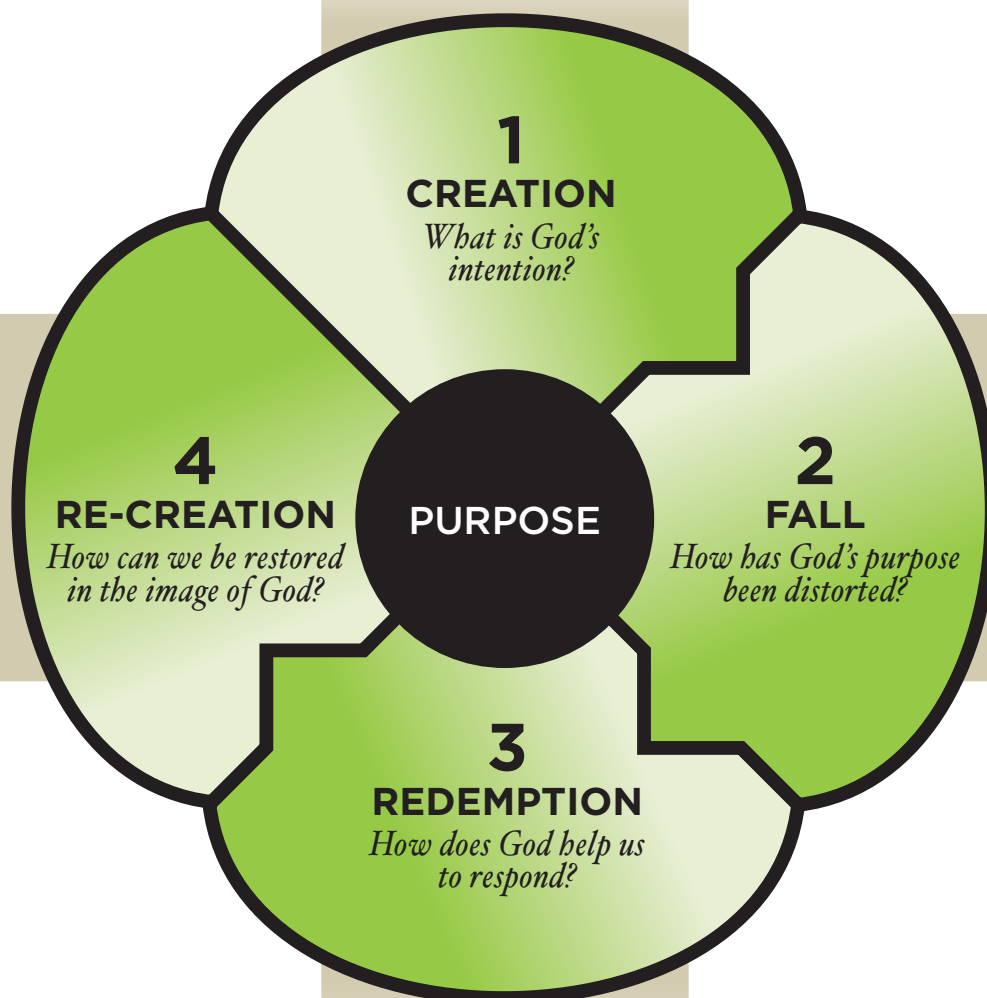 1
CREATION
What is God’s
intention?
2
FALL
How has God’s purpose
been distorted?
3
REDEMPTION
How does God help us
to respond?
4
RE-CREATION
How can we be restored
in the image of God?
PURPOSE